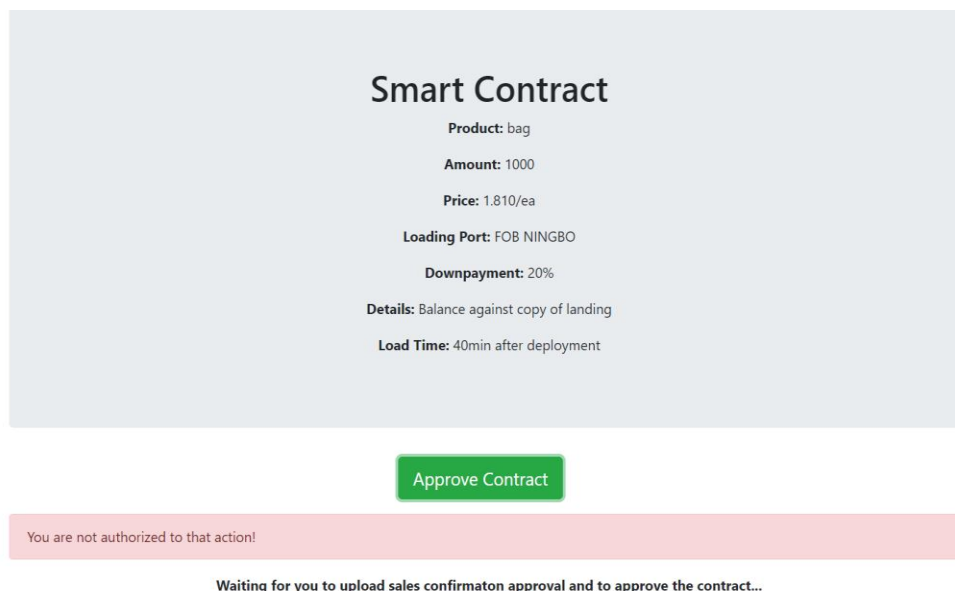 Smart Contract
Product: bag
Amount: 1000
Price: 1.810/ea
Loading Port: FOB NINGBO
Downpayment: 20%
Details: Balance against copy of landing
Load Time: 40min after deployment
Approve Contract
You are not authorized to that action!
Waiting for you to upload sales confirmaton approval and to approve the contract...